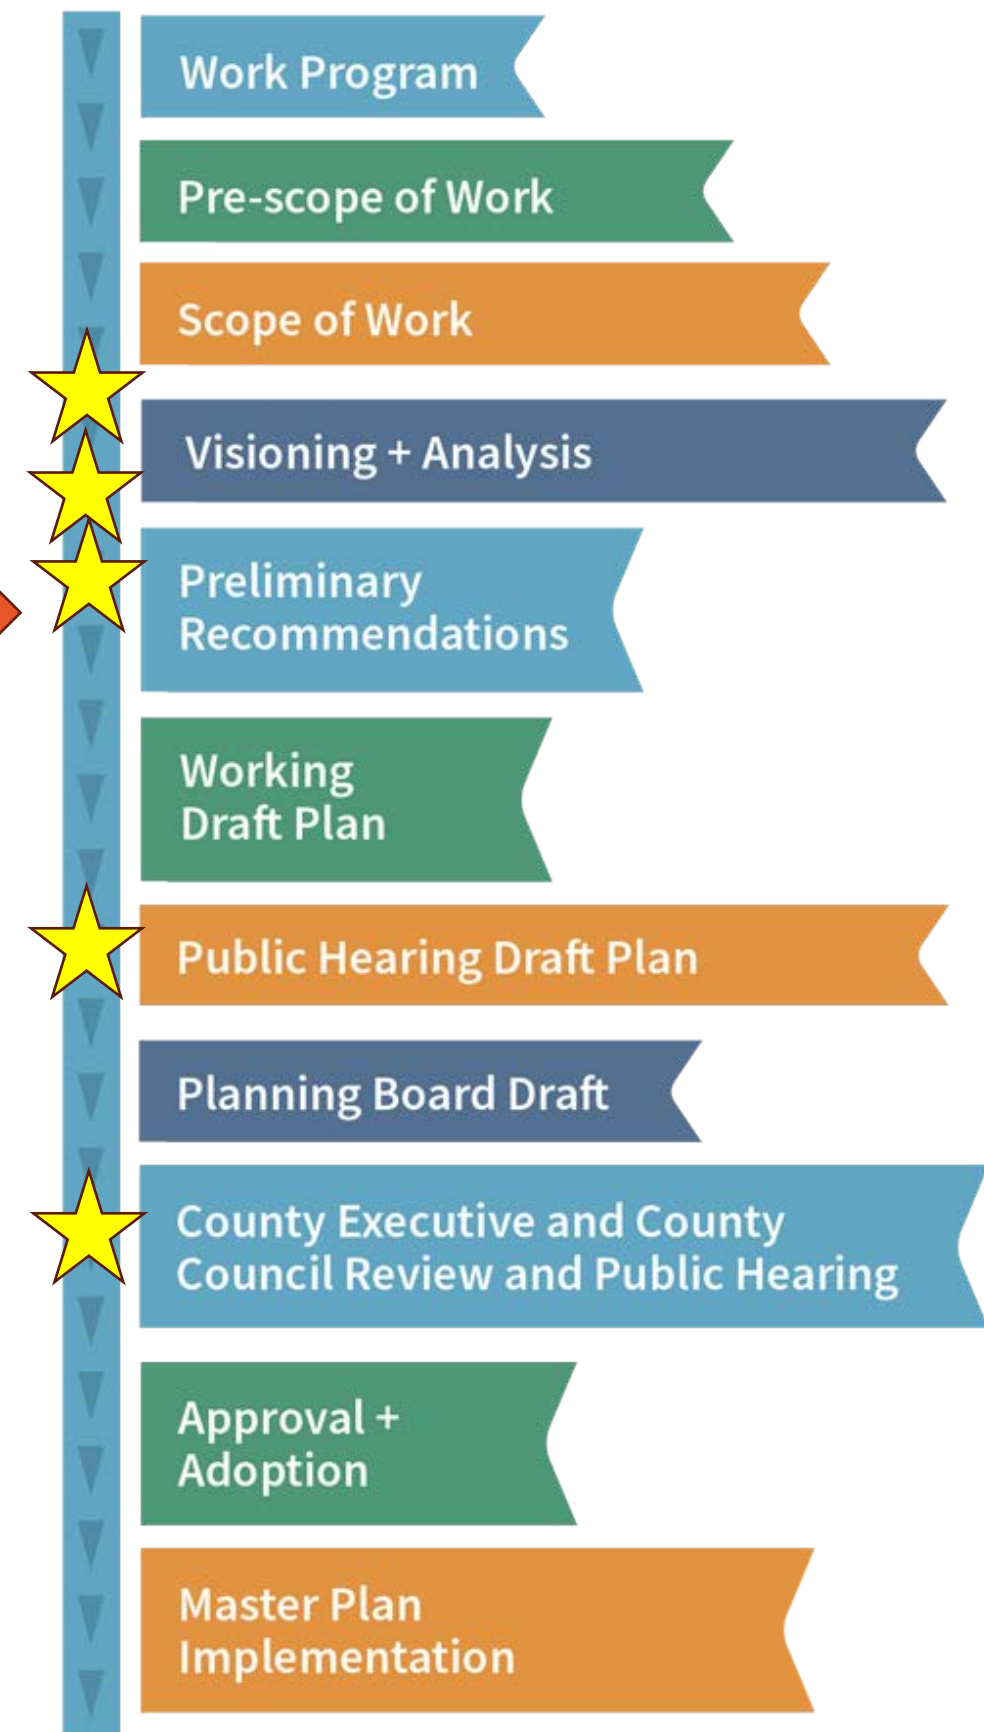 Work Program
Pre-scope of Work
Scope of Work
Visioning + Analysis
Preliminary
Recommendations
Working
Draft Plan
Public Hearing Draft Plan
Planning Board Draft
County Executive and County
Council Review and Public Hearing
Approval +
Adoption
Master Plan
Implementation